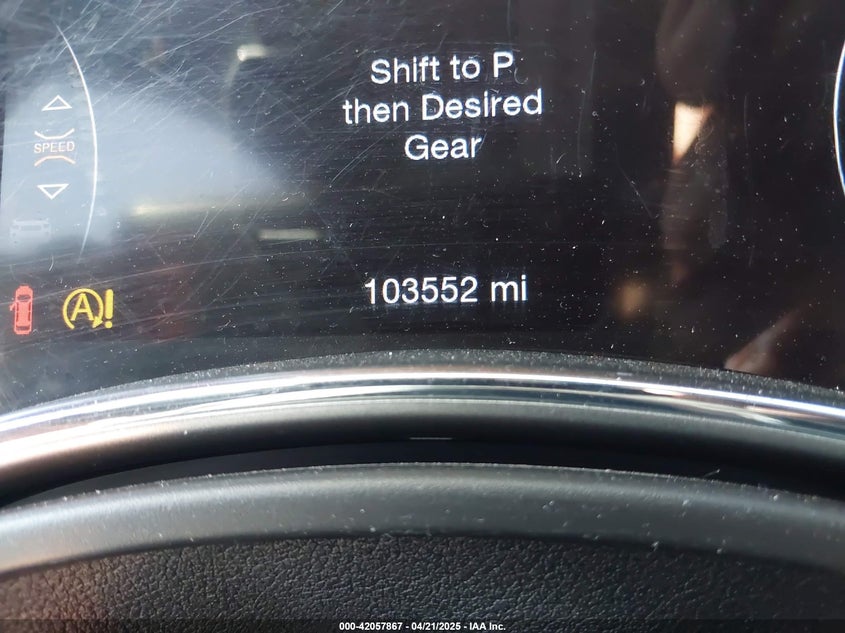 Shift to P
then Desired
Gear
SPEED
103552 mi
A!
000-42057867 - 04/21/2025 - IAA Inc.